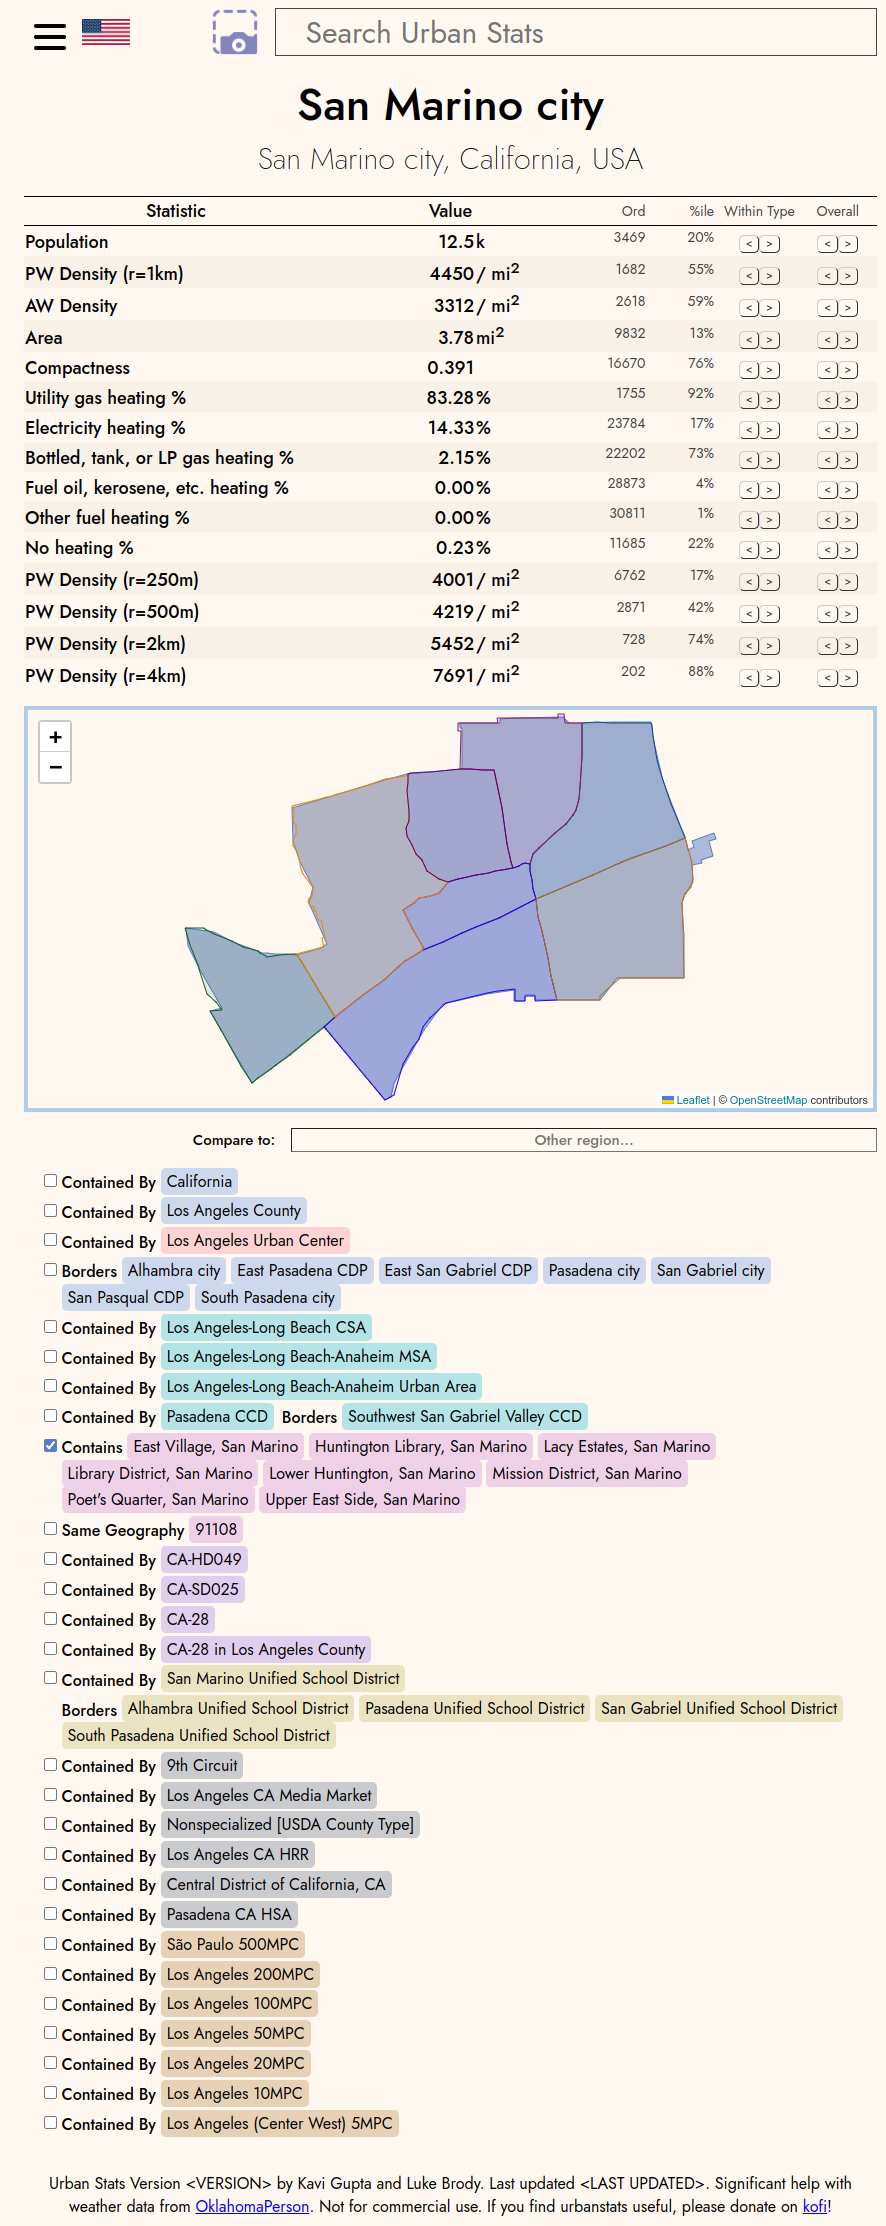 Search Urban Stats
San Marino city
San Marino city, California, USA
Statistic Value Ord %ile Within Type Overall
Population 12.5k 3469 20% < > < >
PW Density (r=1km) 4450/ mi2 1682 55% < > < >
AW Density 3312/ mi2 2618 59% < > < >
Area 3.78mi2 9832 13% < > < >
Compactness 0.391 16670 76% < > < >
Utility gas heating % 83.28% 1755 92% < > < >
Electricity heating % 14.33% 23784 17% < > < >
Bottled, tank, or LP gas heating % 2.15% 22202 73% < > < >
Fuel oil, kerosene, etc. heating % 0.00% 28873 4% < > < >
Other fuel heating % 0.00% 30811 1% < > < >
No heating % 0.23% 11685 22% < > < >
PW Density (r=250m) 4001/ mi2 6762 17% < > < >
PW Density (r=500m) 4219/ mi2 2871 42% < > < >
PW Density (r=2km) 5452/ mi2 728 74% < > < >
PW Density (r=4km) 7691/ mi2 202 88% < > < >
+
−
Leaflet | © OpenStreetMap contributors
Compare to: Other region...
Contained By California
Contained By Los Angeles County
Contained By Los Angeles Urban Center
Borders Alhambra city East Pasadena CDP East San Gabriel CDP Pasadena city San Gabriel city
San Pasqual CDP South Pasadena city
Contained By Los Angeles-Long Beach CSA
Contained By Los Angeles-Long Beach-Anaheim MSA
Contained By Los Angeles-Long Beach-Anaheim Urban Area
Contained By Pasadena CCD Borders Southwest San Gabriel Valley CCD
Contains East Village, San Marino Huntington Library, San Marino Lacy Estates, San Marino
Library District, San Marino Lower Huntington, San Marino Mission District, San Marino
Poet's Quarter, San Marino Upper East Side, San Marino
Same Geography 91108
Contained By CA-HD049
Contained By CA-SD025
Contained By CA-28
Contained By CA-28 in Los Angeles County
Contained By San Marino Unified School District
Borders Alhambra Unified School District Pasadena Unified School District San Gabriel Unified School District
South Pasadena Unified School District
Contained By 9th Circuit
Contained By Los Angeles CA Media Market
Contained By Nonspecialized [USDA County Type]
Contained By Los Angeles CA HRR
Contained By Central District of California, CA
Contained By Pasadena CA HSA
Contained By São Paulo 500MPC
Contained By Los Angeles 200MPC
Contained By Los Angeles 100MPC
Contained By Los Angeles 50MPC
Contained By Los Angeles 20MPC
Contained By Los Angeles 10MPC
Contained By Los Angeles (Center West) 5MPC
Urban Stats Version <VERSION> by Kavi Gupta and Luke Brody. Last updated <LAST UPDATED>. Significant help with
weather data from OklahomaPerson. Not for commercial use. If you find urbanstats useful, please donate on kofi!